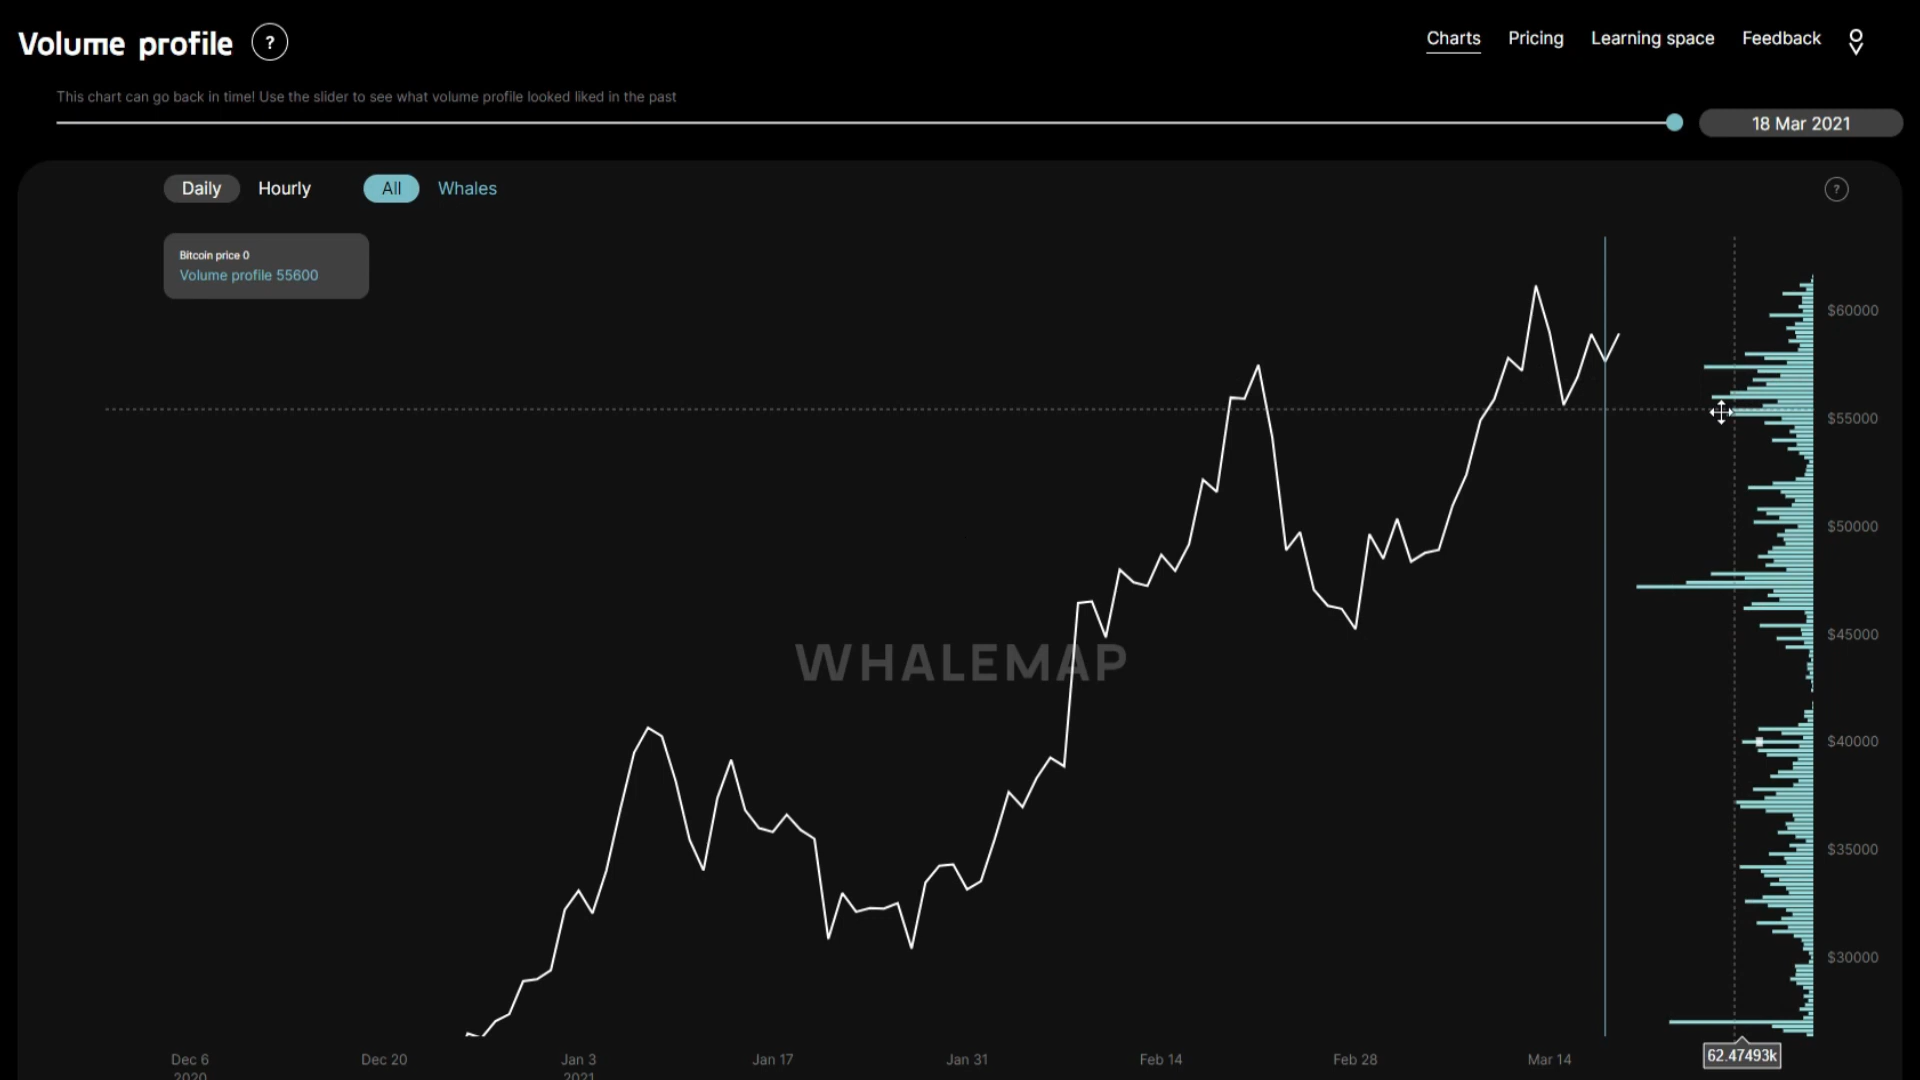 Volume profile ?
Charts Pricing Learning space Feedback
This chart can go back in time! Use the slider to see what volume profile looked liked in the past
18 Mar 2021
Daily Hourly All Whales
?
Bitcoin price 0
Volume profile 55600
$60000
$55000
$50000
$45000
WHALEMAP
$40000
$35000
$30000
Dec 6 Dec 20 Jan 3 Jan 17 Jan 31 Feb 14 Feb 28 Mar 14
62.47493k
2020 2021